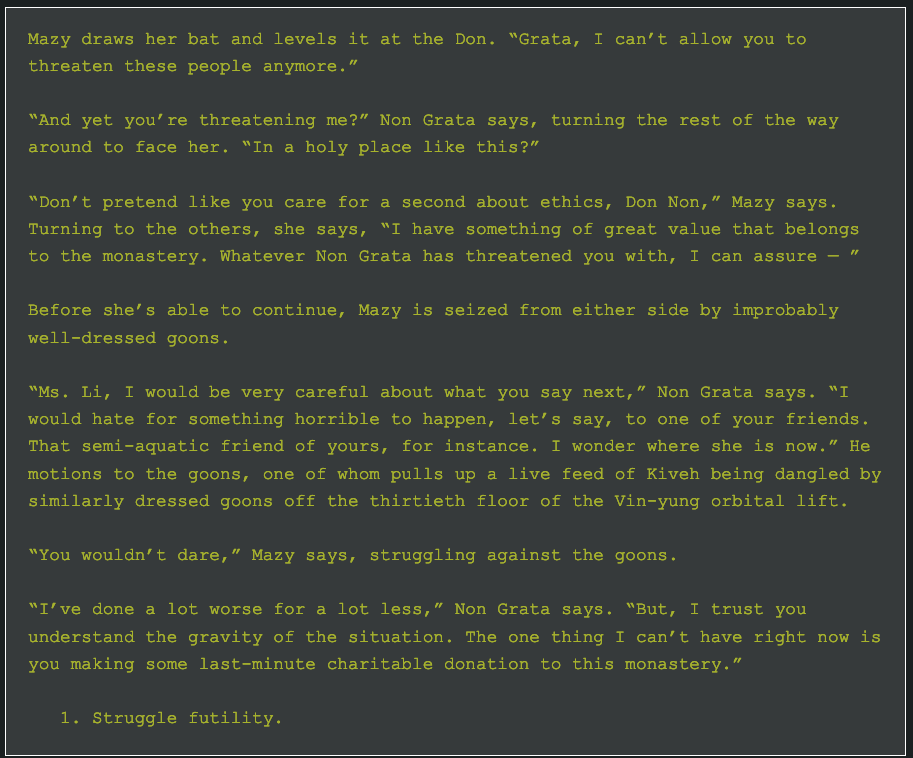 Mazy draws her bat and levels it at the Don. “Grata, I can’t allow you to
threaten these people anymore.”
“And yet you’re threatening me?” Non Grata says, turning the rest of the way
around to face her. “In a holy place like this?”
“Don’t pretend like you care for a second about ethics, Don Non,” Mazy says.
Turning to the others, she says, “I have something of great value that belongs
to the monastery. Whatever Non Grata has threatened you with, I can assure — ”
Before she’s able to continue, Mazy is seized from either side by improbably
well-dressed goons.
“Ms. Li, I would be very careful about what you say next,” Non Grata says. “I
would hate for something horrible to happen, let’s say, to one of your friends.
That semi-aquatic friend of yours, for instance. I wonder where she is now.” He
motions to the goons, one of whom pulls up a live feed of Kiveh being dangled by
similarly dressed goons off the thirtieth floor of the Vin-yung orbital lift.
“You wouldn’t dare,” Mazy says, struggling against the goons.
“I’ve done a lot worse for a lot less,” Non Grata says. “But, I trust you
understand the gravity of the situation. The one thing I can’t have right now is
you making some last-minute charitable donation to this monastery.”
1. Struggle futility.